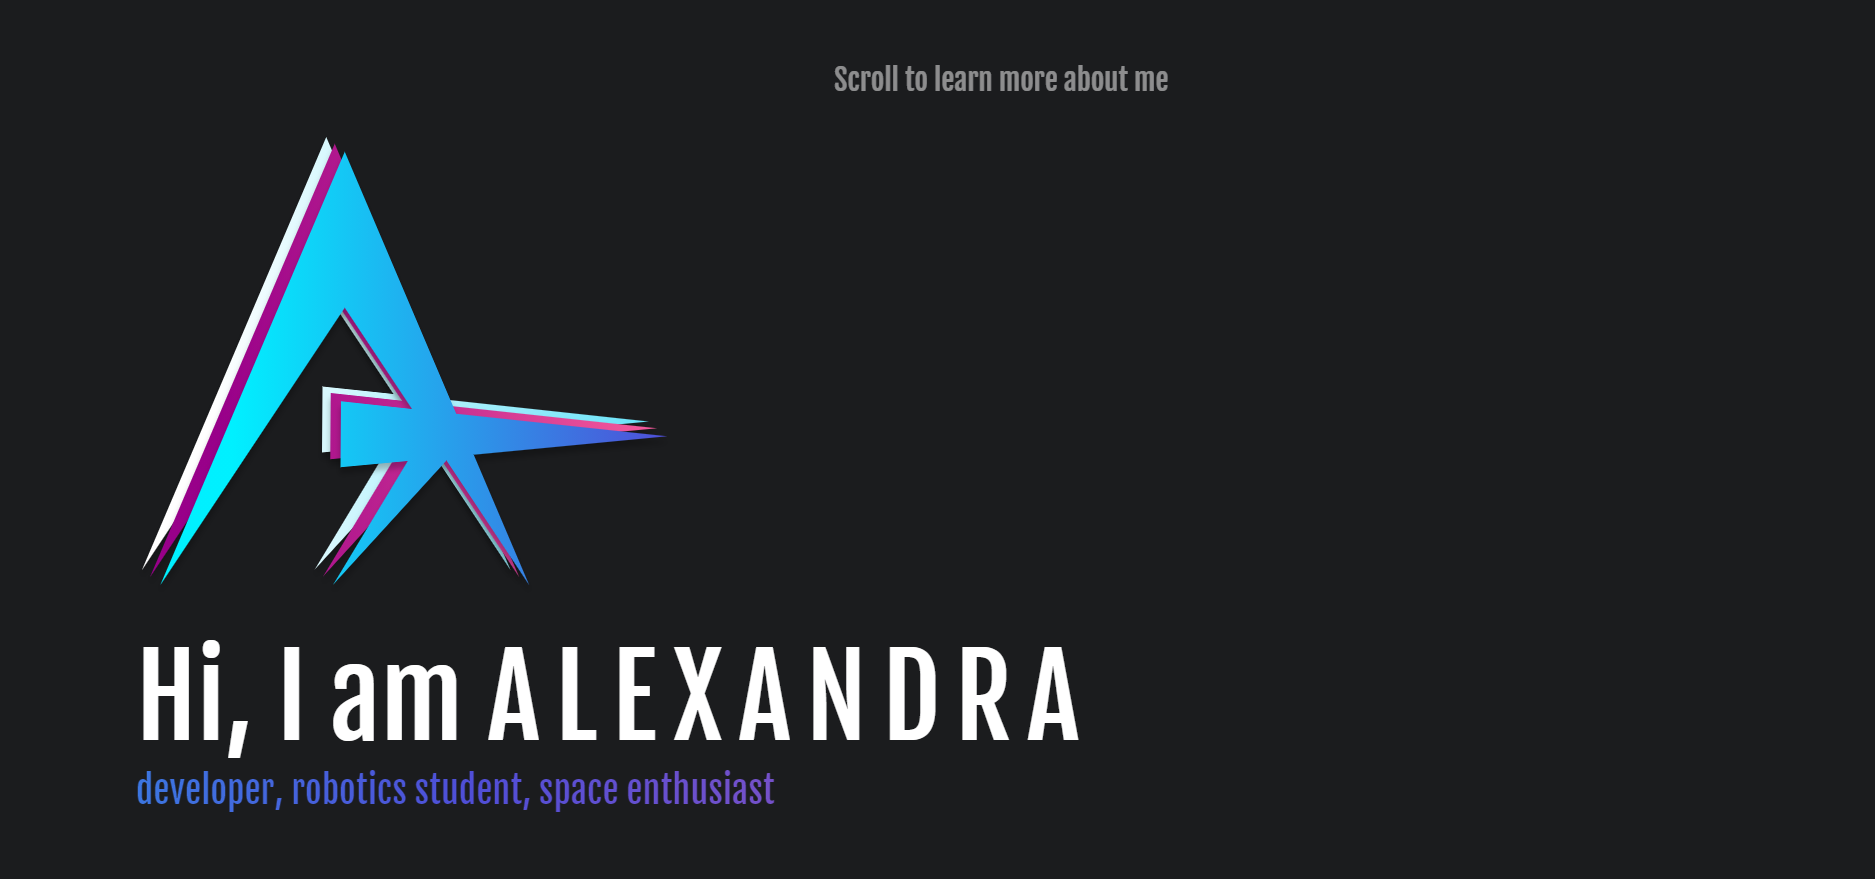 Scroll to learn more about me
Hi, I am ALEXANDRA
developer, robotics student, space enthusiast